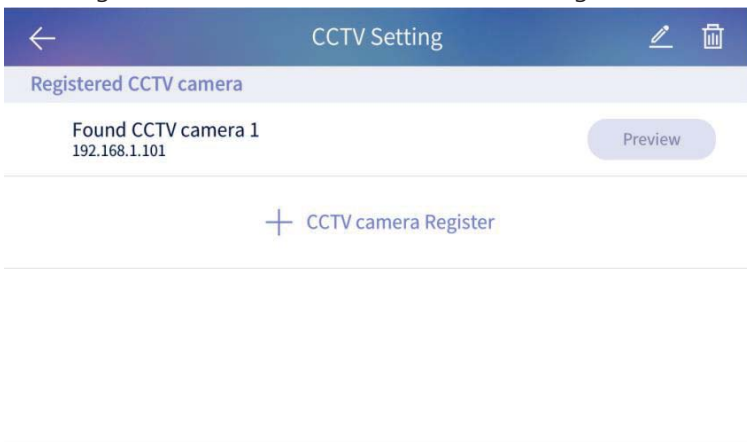 CCTV Setting
Registered CCTV camera
Found CCTV camera 1
192.168.1.101
Preview
CCTV camera Register